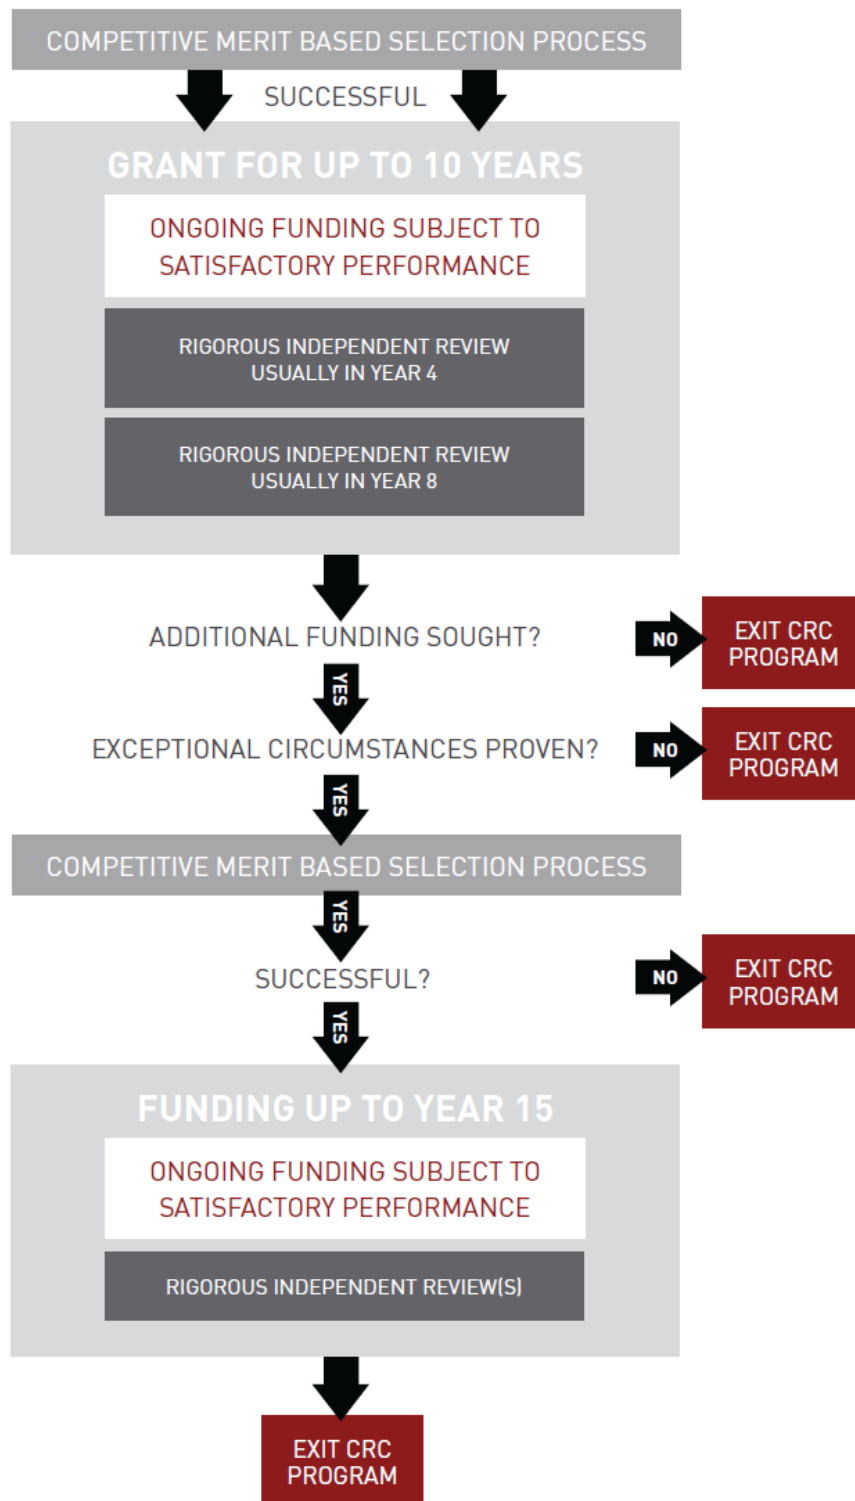 COMPETITIVE MERIT BASED SELECTION PROCESS
SUCCESSFUL
GRANT FOR UP TO 10 YEARS
ONGOING FUNDING SUBJECT TO
SATISFACTORY PERFORMANCE
RIGOROUS INDEPENDENT REVIEW
USUALLY IN YEAR 4
RIGOROUS INDEPENDENT REVIEW
USUALLY IN YEAR 8
ADDITIONAL FUNDING SOUGHT?
NO
EXIT CRC
PROGRAM
YES
EXCEPTIONAL CIRCUMSTANCES PROVEN?
NO
EXIT CRC
PROGRAM
YES
COMPETITIVE MERIT BASED SELECTION PROCESS
YES
SUCCESSFUL?
NO
EXIT CRC
PROGRAM
YES
FUNDING UP TO YEAR 15
ONGOING FUNDING SUBJECT TO
SATISFACTORY PERFORMANCE
RIGOROUS INDEPENDENT REVIEW(S)
EXIT CRC
PROGRAM